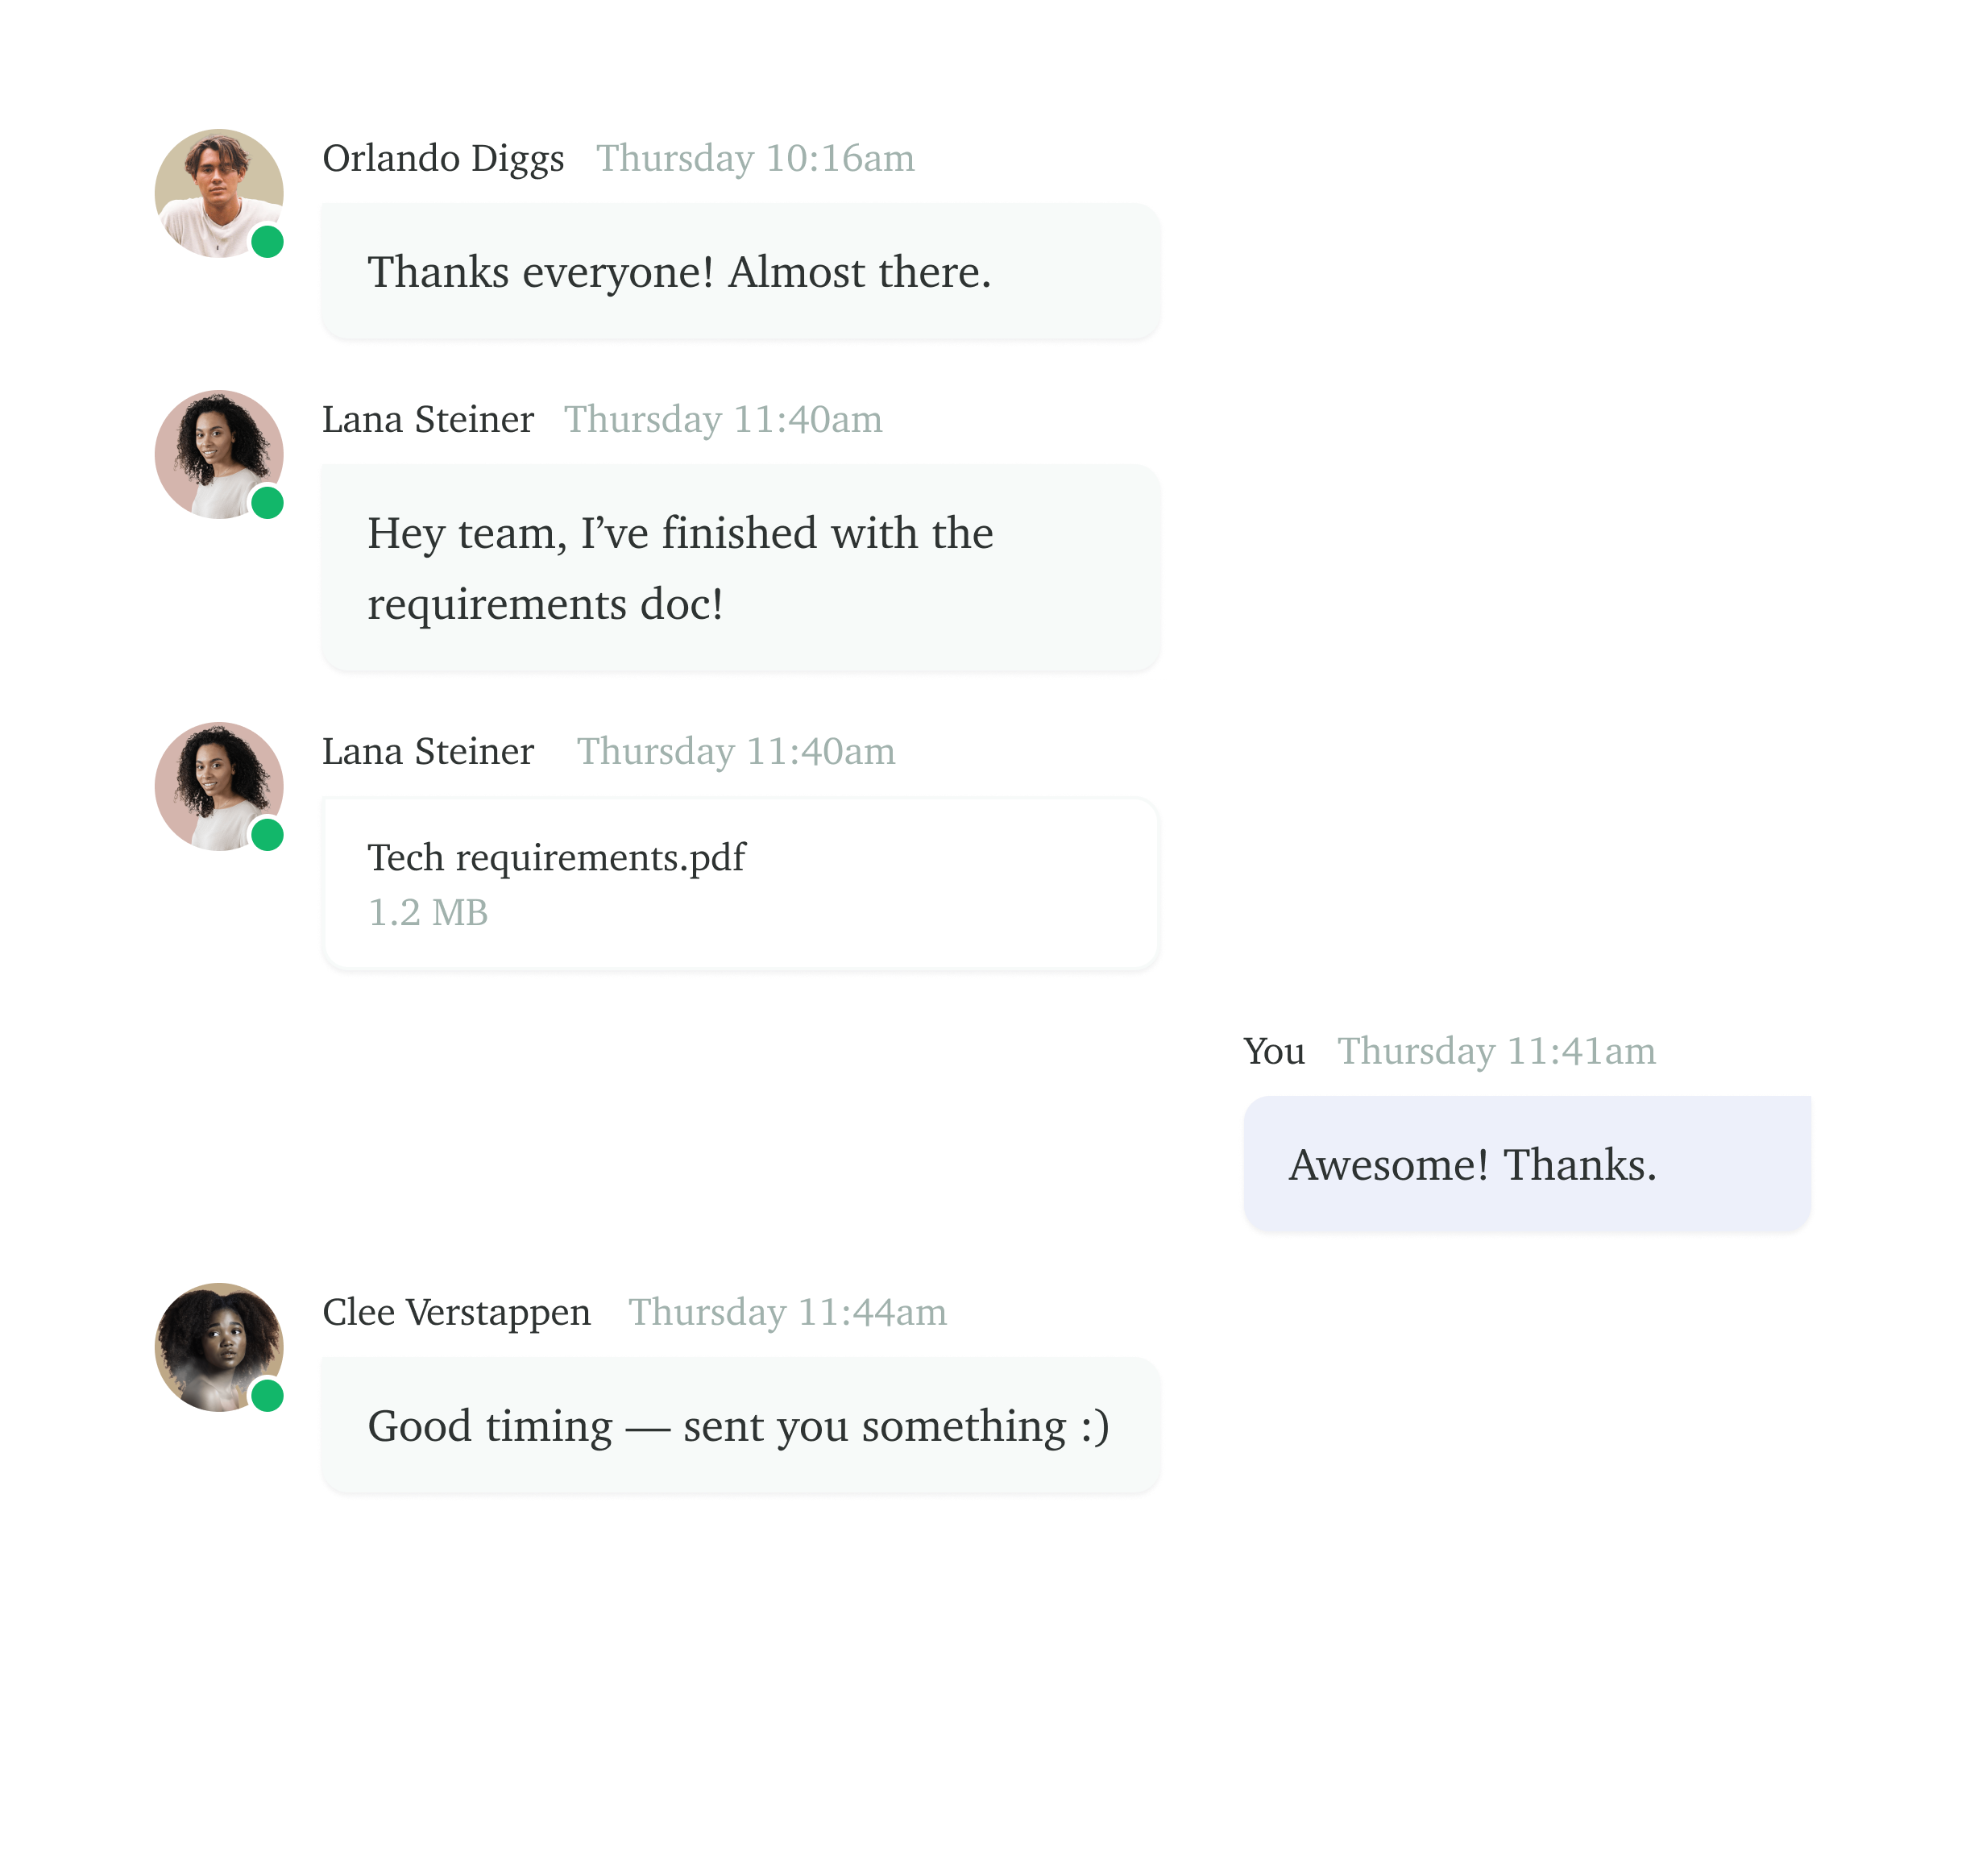 Orlando Diggs Thursday 10:16am
Thanks everyone! Almost there.
Lana Steiner Thursday 11:40am
Hey team, I’ve finished with the
requirements doc!
Lana Steiner Thursday 11:40am
Tech requirements.pdf
1.2 MB
You Thursday 11:41am
Awesome! Thanks.
Clee Verstappen Thursday 11:44am
Good timing — sent you something :)